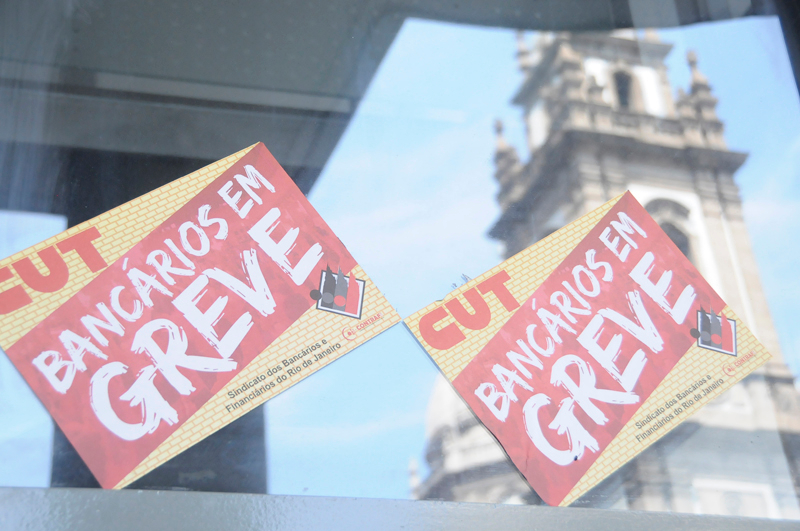 CUT
BANCÁRIOS EM
GREVE
Sindicato dos Bancários e
Financiários do Rio de Janeiro
CONTRAF
CUT
BANCÁRIOS EM
GREVE
Sindicato dos Bancários e
Financiários do Rio de Janeiro